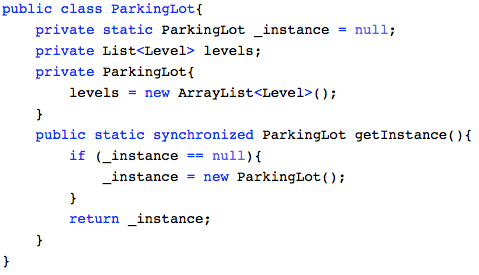 public class ParkingLot{
private static ParkingLot _instance = null;
private List<Level> levels;
private ParkingLot{
levels = new ArrayList<Level>();
}
public static synchronized ParkingLot getInstance(){
if (_instance == null){
_instance = new ParkingLot();
}
return _instance;
}
}